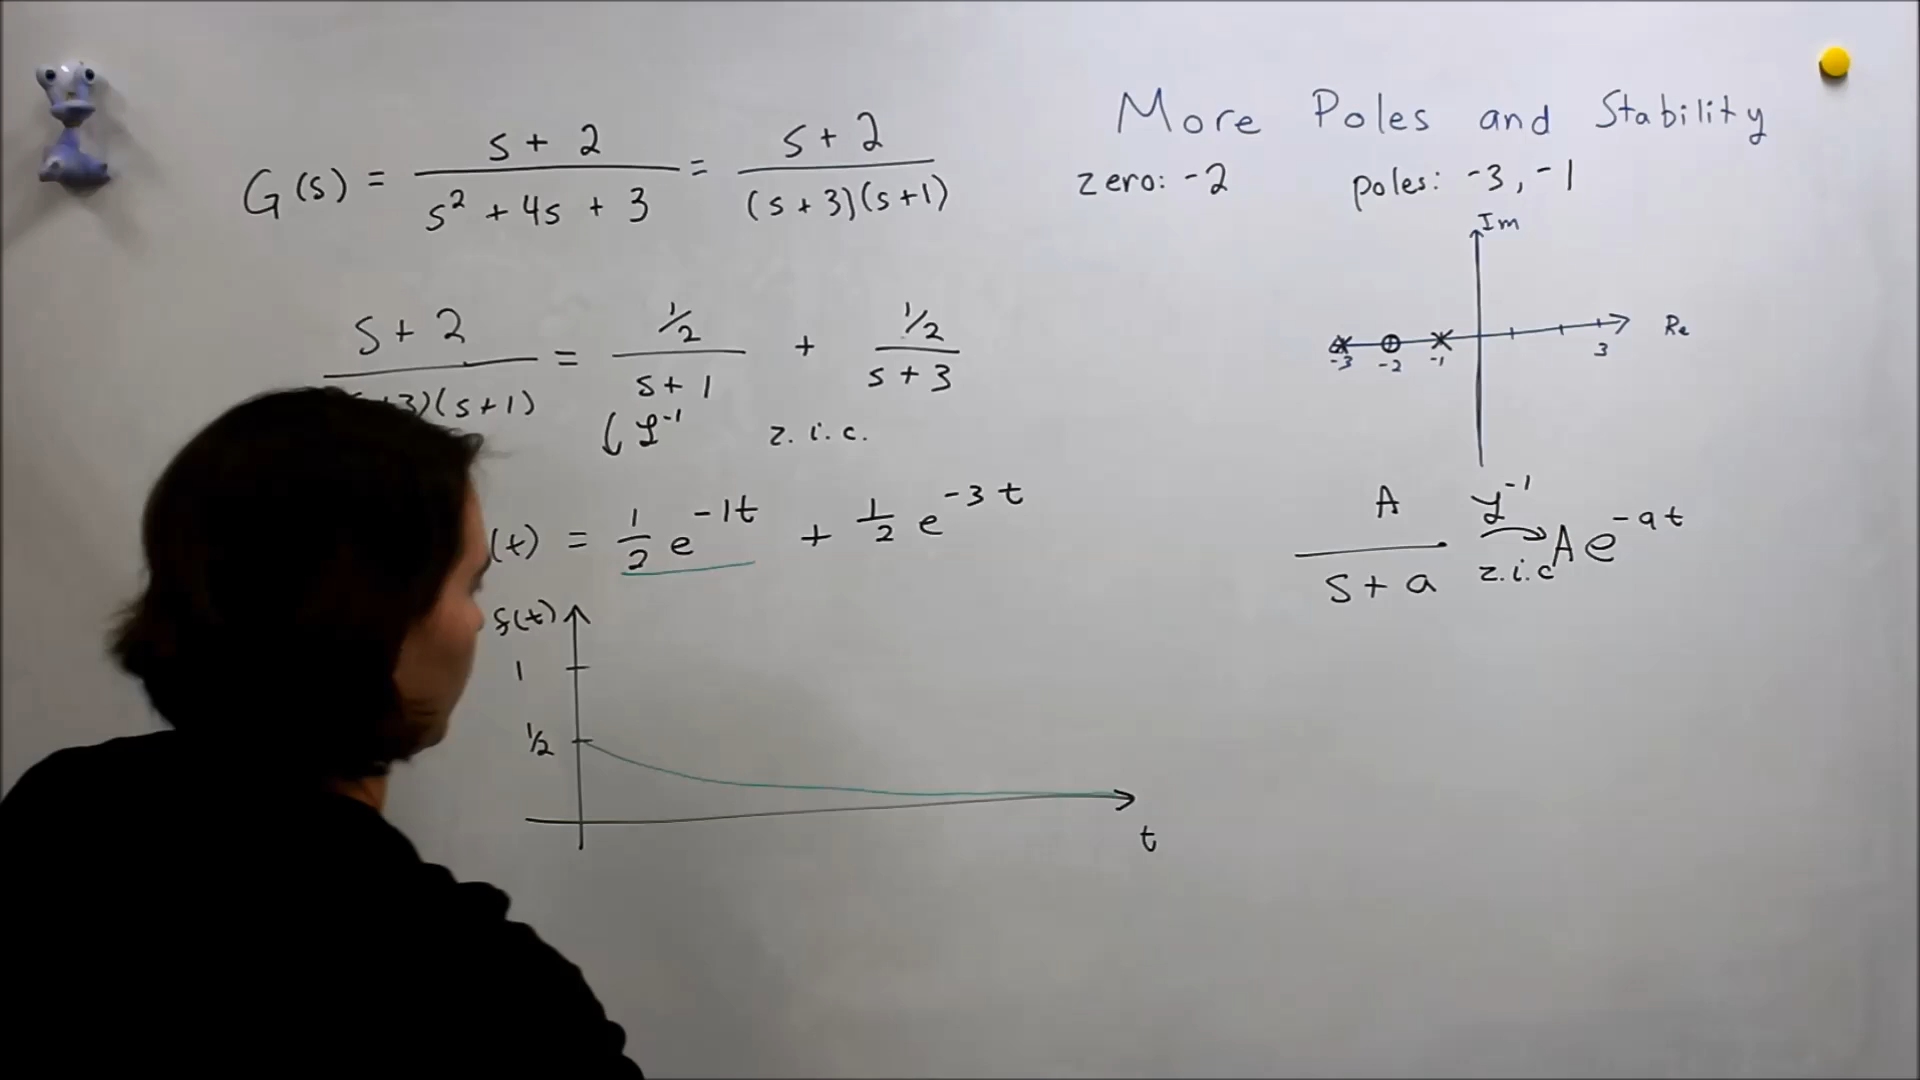 More Poles and Stability
G(s) = s + 2 / s² + 4s + 3 = s + 2 / (s + 3)(s + 1)
zero: -2
poles: -3, -1
Im
Re
-3 -2 -1 3
s + 2 / +3)(s+1) = 1/2 / s + 1 + 1/2 / s + 3
ℒ⁻¹ z.i.c.
(t) = 1/2 e^-1t + 1/2 e^-3t
A / s + a ℒ⁻¹ z.i.c Ae^-at
f(t)
1
1/2
t